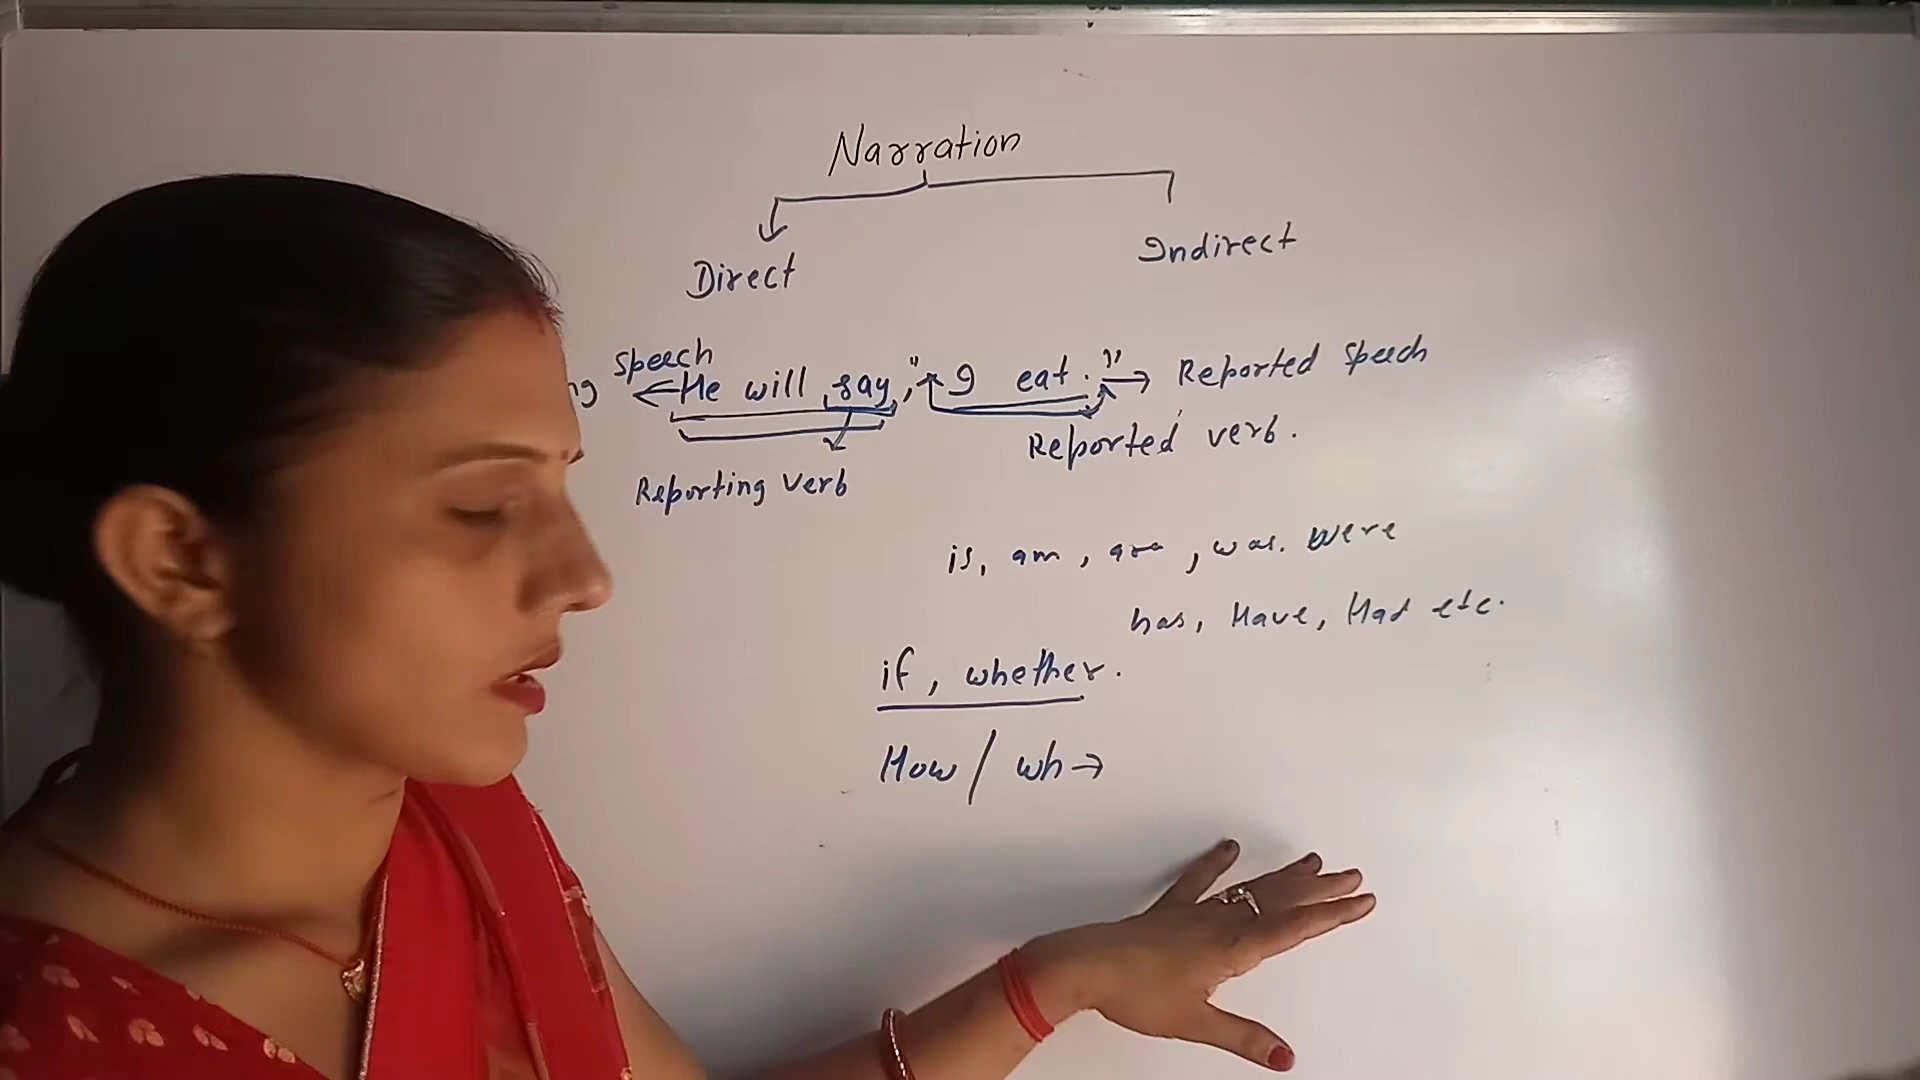 Narration
Direct
Indirect
Speech
He will say, " I eat." → Reported Speech
Reporting Verb
Reported verb.
is, am, are, was. Were
has, Have, Had etc.
if, whether.
How / wh →